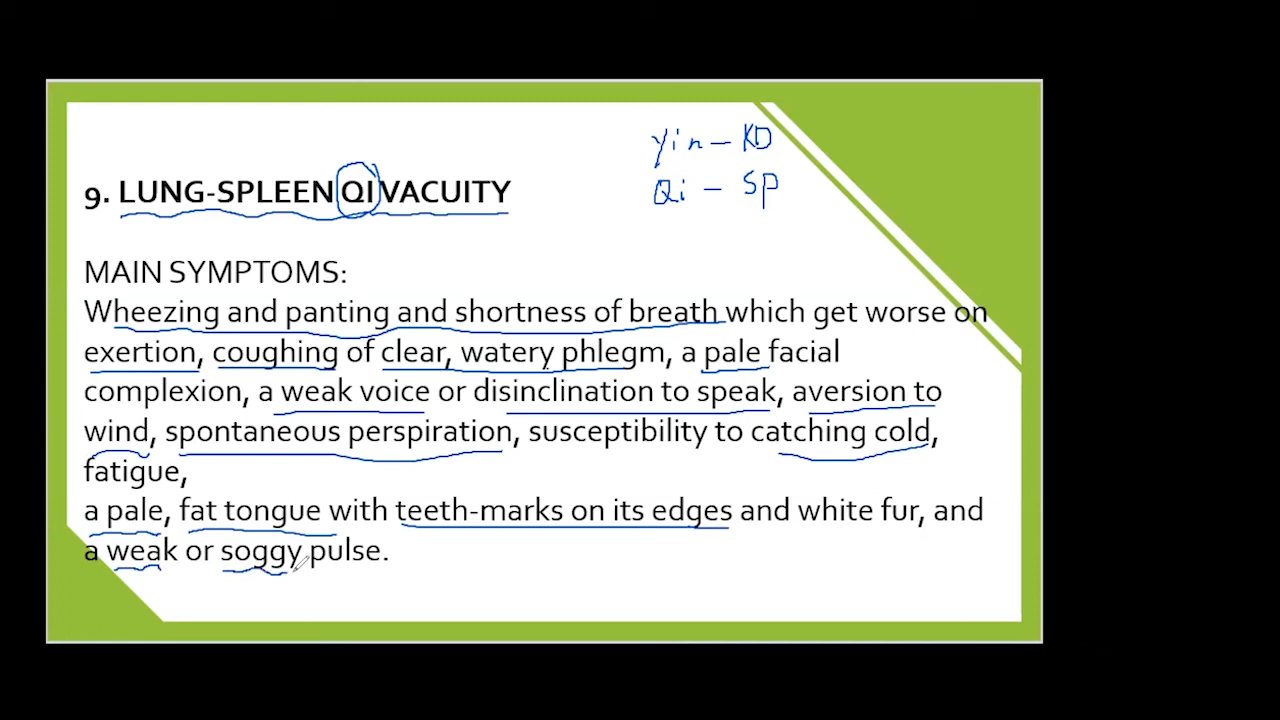 yin - KD
Qi - Sp
9. LUNG-SPLEEN QI VACUITY
MAIN SYMPTOMS:
Wheezing and panting and shortness of breath which get worse on
exertion, coughing of clear, watery phlegm, a pale facial
complexion, a weak voice or disinclination to speak, aversion to
wind, spontaneous perspiration, susceptibility to catching cold,
fatigue,
a pale, fat tongue with teeth-marks on its edges and white fur, and
a weak or soggy pulse.